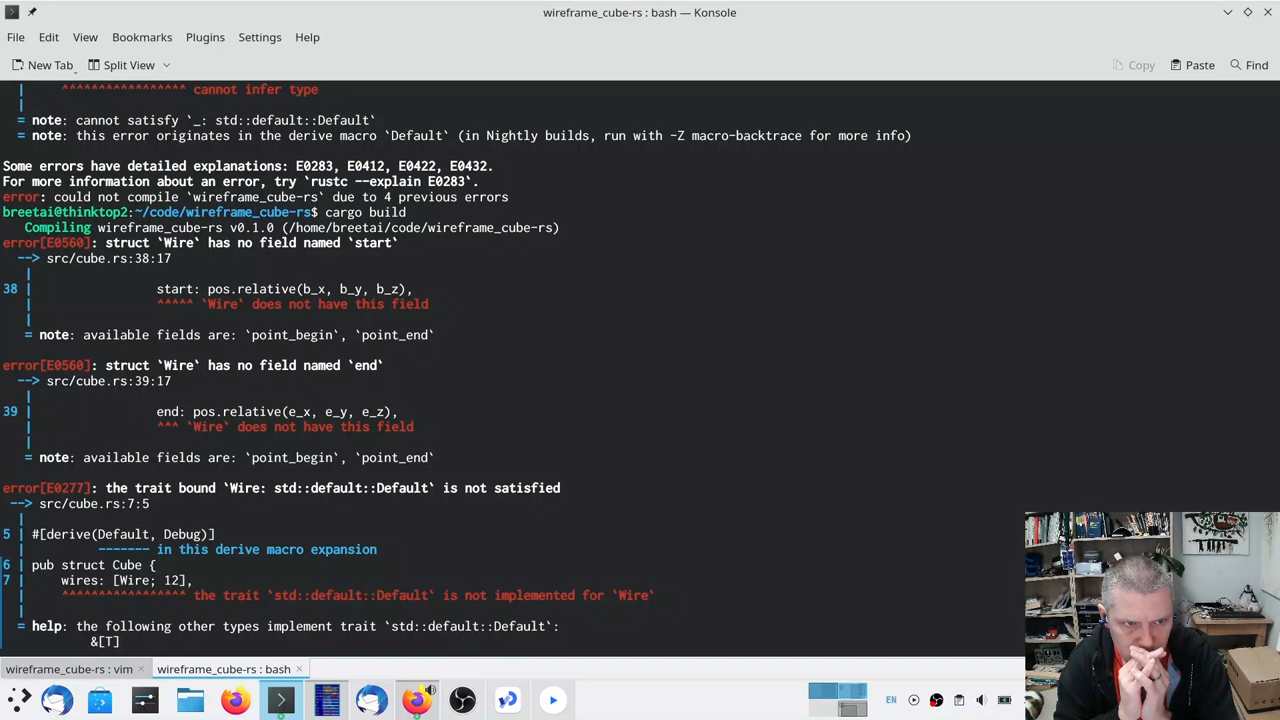 wireframe_cube-rs : bash — Konsole
File Edit View Bookmarks Plugins Settings Help
New Tab Split View Copy Paste Find
| ^^^^^^^^^^^^^^^^^ cannot infer type
|
= note: cannot satisfy `_: std::default::Default`
= note: this error originates in the derive macro `Default` (in Nightly builds, run with -Z macro-backtrace for more info)
Some errors have detailed explanations: E0283, E0412, E0422, E0432.
For more information about an error, try `rustc --explain E0283`.
error: could not compile `wireframe_cube-rs` due to 4 previous errors
breetai@thinktop2:~/code/wireframe_cube-rs$ cargo build
Compiling wireframe_cube-rs v0.1.0 (/home/breetai/code/wireframe_cube-rs)
error[E0560]: struct `Wire` has no field named `start`
--> src/cube.rs:38:17
|
38 | start: pos.relative(b_x, b_y, b_z),
| ^^^^^ `Wire` does not have this field
|
= note: available fields are: `point_begin`, `point_end`
error[E0560]: struct `Wire` has no field named `end`
--> src/cube.rs:39:17
|
39 | end: pos.relative(e_x, e_y, e_z),
| ^^^ `Wire` does not have this field
|
= note: available fields are: `point_begin`, `point_end`
error[E0277]: the trait bound `Wire: std::default::Default` is not satisfied
--> src/cube.rs:7:5
|
5 | #[derive(Default, Debug)]
| ------- in this derive macro expansion
6 | pub struct Cube {
7 | wires: [Wire; 12],
| ^^^^^^^^^^^^^^^^^ the trait `std::default::Default` is not implemented for `Wire`
|
= help: the following other types implement trait `std::default::Default`:
&[T]
wireframe_cube-rs : vim wireframe_cube-rs : bash
EN